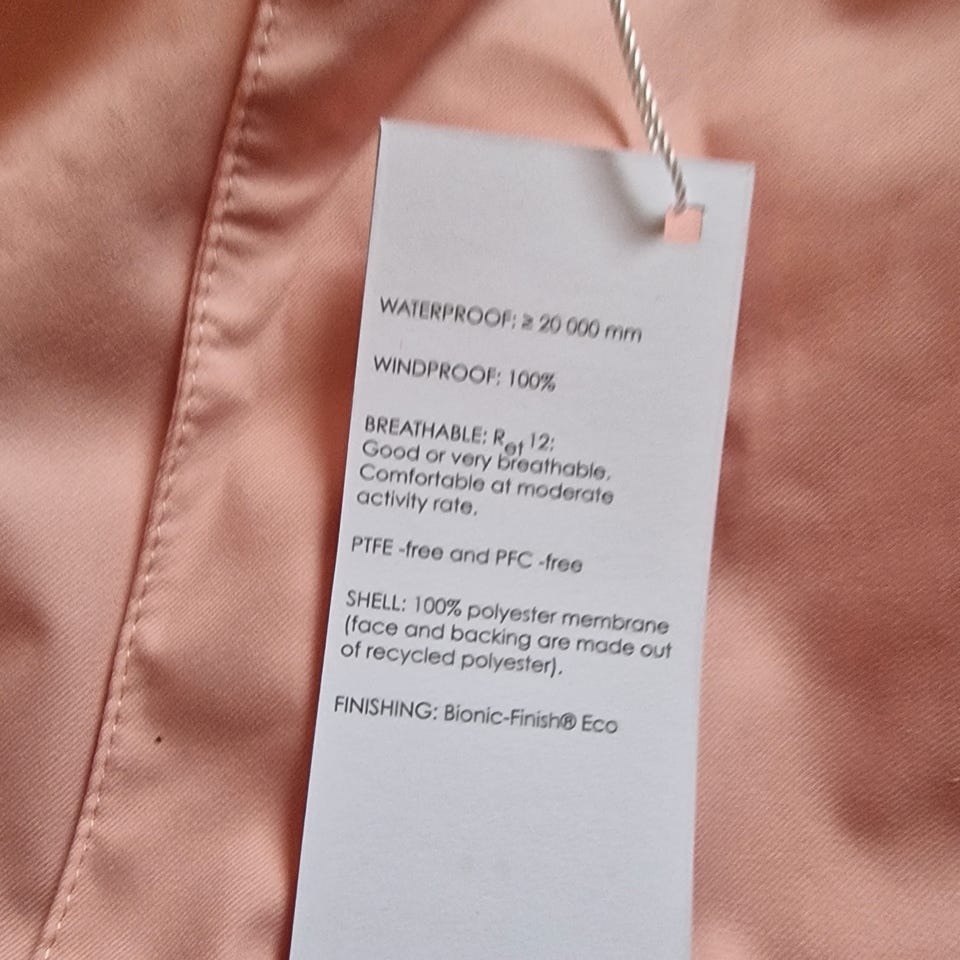 WATERPROOF: ≥ 20 000 mm
WINDPROOF: 100%
BREATHABLE: Ret 12:
Good or very breathable.
Comfortable at moderate
activity rate.
PTFE -free and PFC -free
SHELL: 100% polyester membrane
(face and backing are made out
of recycled polyester).
FINISHING: Bionic-Finish® Eco